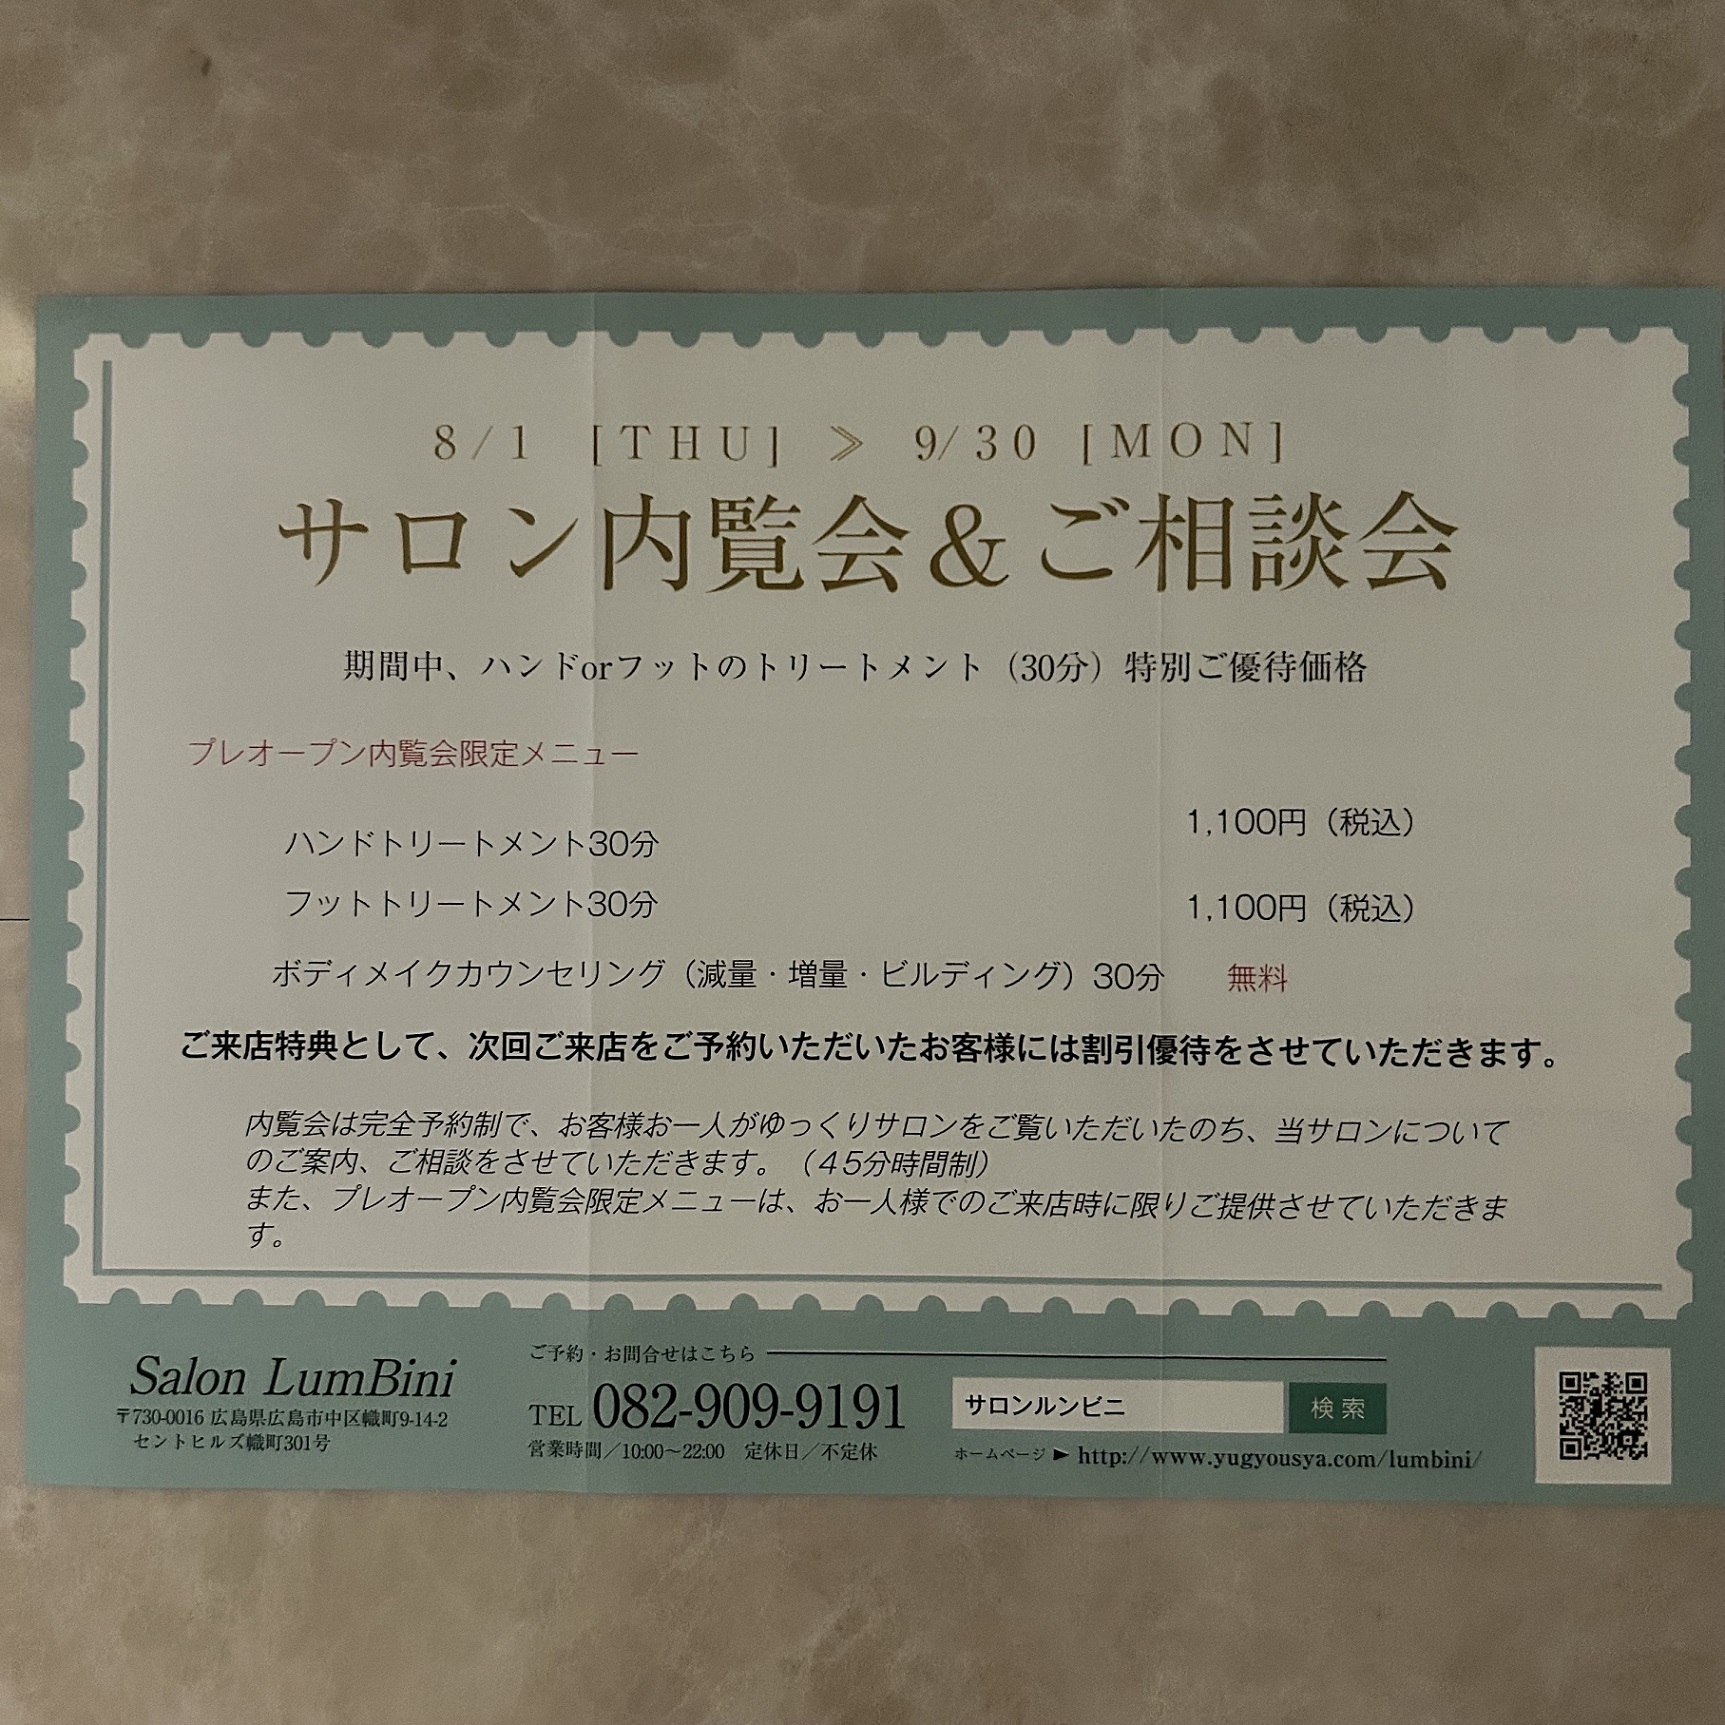 8/1 [THU] ≫ 9/30 [MON]
サロン内覧会＆ご相談会
期間中、ハンドorフットのトリートメント（30分）特別ご優待価格
プレオープン内覧会限定メニュー
ハンドトリートメント30分 1,100円（税込）
フットトリートメント30分 1,100円（税込）
ボディメイクカウンセリング（減量・増量・ビルディング）30分 無料
ご来店特典として、次回ご来店をご予約いただいたお客様には割引優待をさせていただきます。
内覧会は完全予約制で、お客様お一人がゆっくりサロンをご覧いただいたのち、当サロンについて
のご案内、ご相談をさせていただきます。（４５分時間制）
また、プレオープン内覧会限定メニューは、お一人様でのご来店時に限りご提供させていただきま
す。
Salon LumBini
〒730-0016 広島県広島市中区幟町9-14-2
セントヒルズ幟町301号
ご予約・お問合せはこちら
TEL 082-909-9191
営業時間／10:00〜22:00 定休日／不定休
サロンルンビニ 検索
ホームページ ► http://www.yugyousya.com/lumbini/